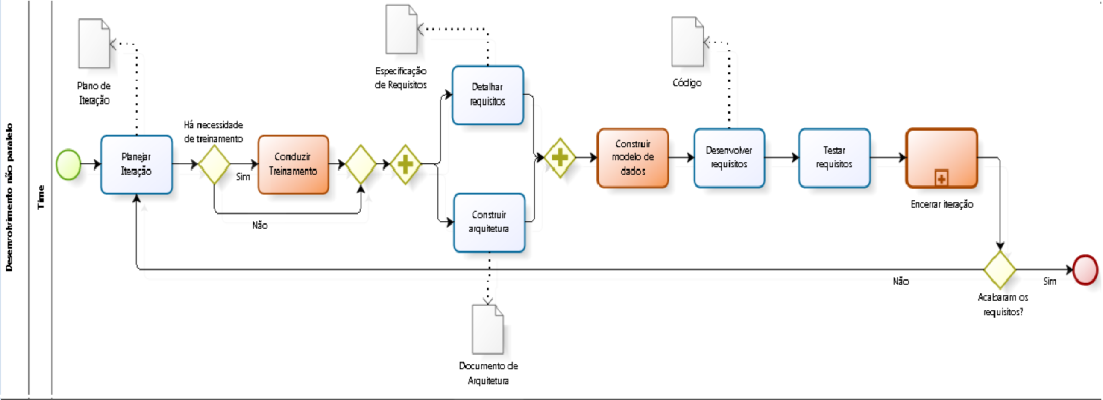 Desenvolvimento não paralelo
Time
Plano de
Iteração
Planejar
Iteração
Há necessidade
de treinamento
Sim
Não
Conduzir
Treinamento
Especificação
de Requisitos
Detalhar
requisitos
Construir
arquitetura
Documento de
Arquitetura
Construir
modelo de
dados
Código
Desenvolver
requisitos
Testar
requisitos
Encerrar iteração
Não
Sim
Acabaram os
requisitos?